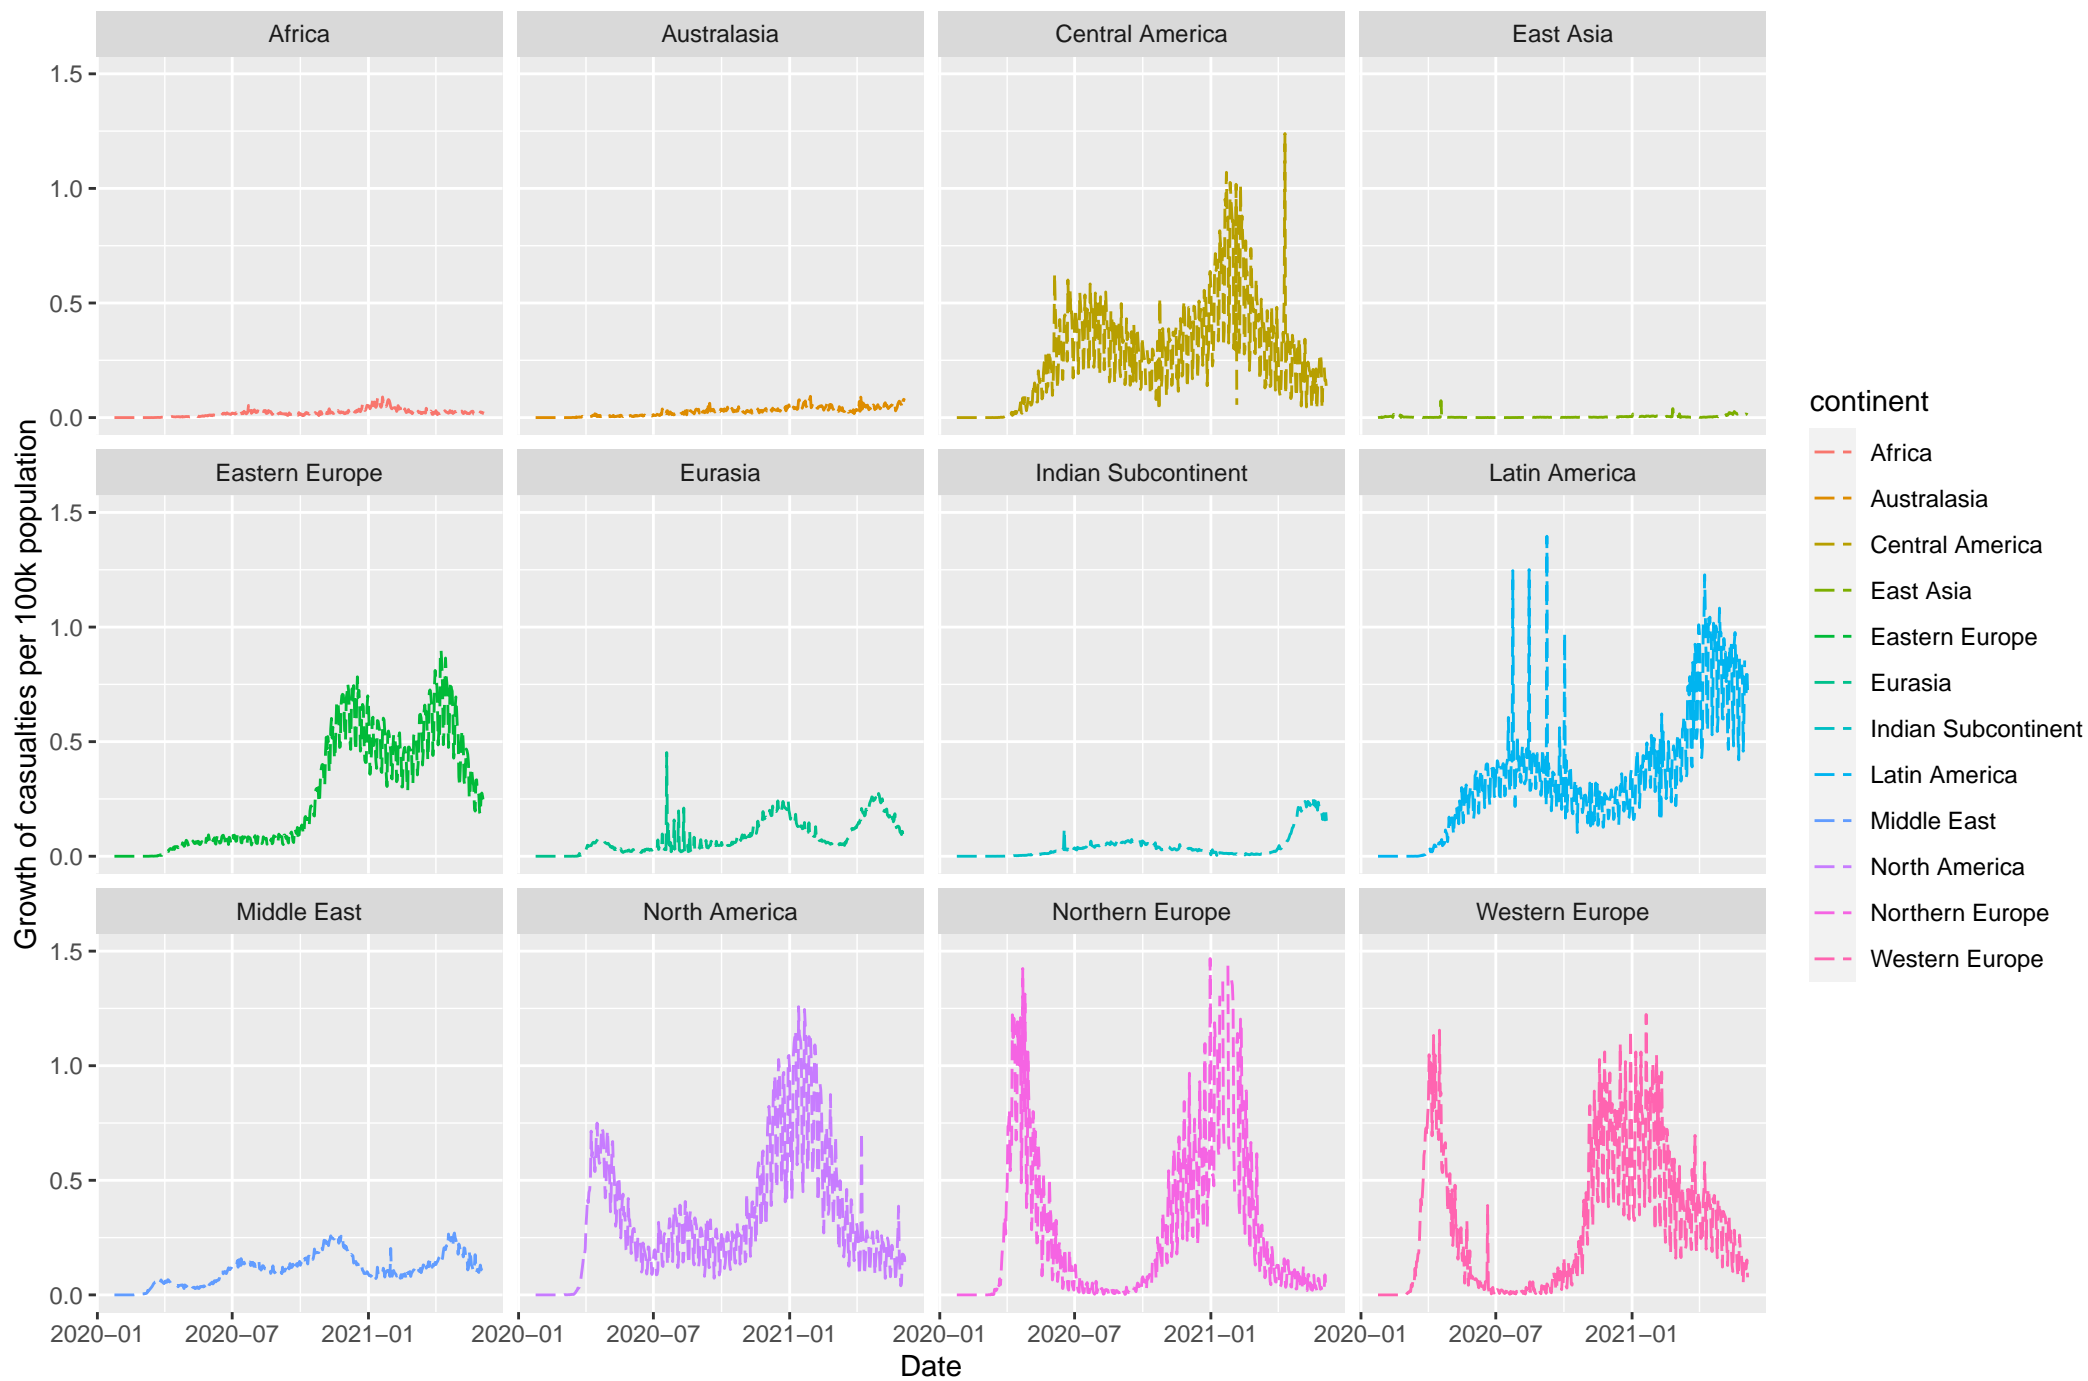 Africa
Australasia
Central America
East Asia
1.5
1.0
0.5
0.0
Eastern Europe
Eurasia
Indian Subcontinent
Latin America
1.5
1.0
0.5
0.0
Middle East
North America
Northern Europe
Western Europe
1.5
1.0
0.5
0.0
2020−01 2020−07 2021−01 2020−01 2020−07 2021−01 2020−01 2020−07 2021−01 2020−01 2020−07 2021−01
Date
Growth of casualties per 100k population
continent
Africa
Australasia
Central America
East Asia
Eastern Europe
Eurasia
Indian Subcontinent
Latin America
Middle East
North America
Northern Europe
Western Europe